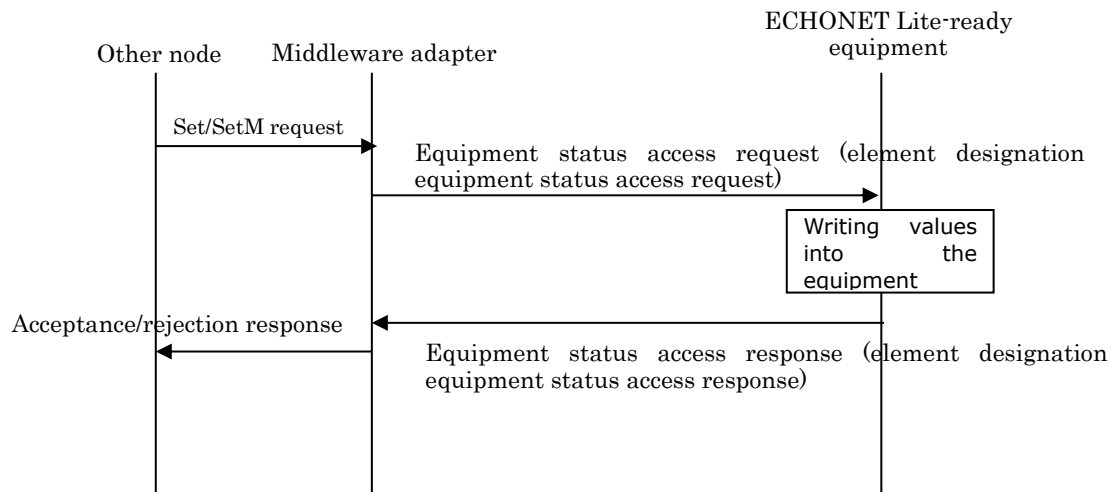 ECHONET Lite-ready
equipment
Other node
Middleware adapter
Set/SetM request
Equipment status access request (element designation
equipment status access request)
Writing values
into the
equipment
Acceptance/rejection response
Equipment status access response (element designation
equipment status access response)